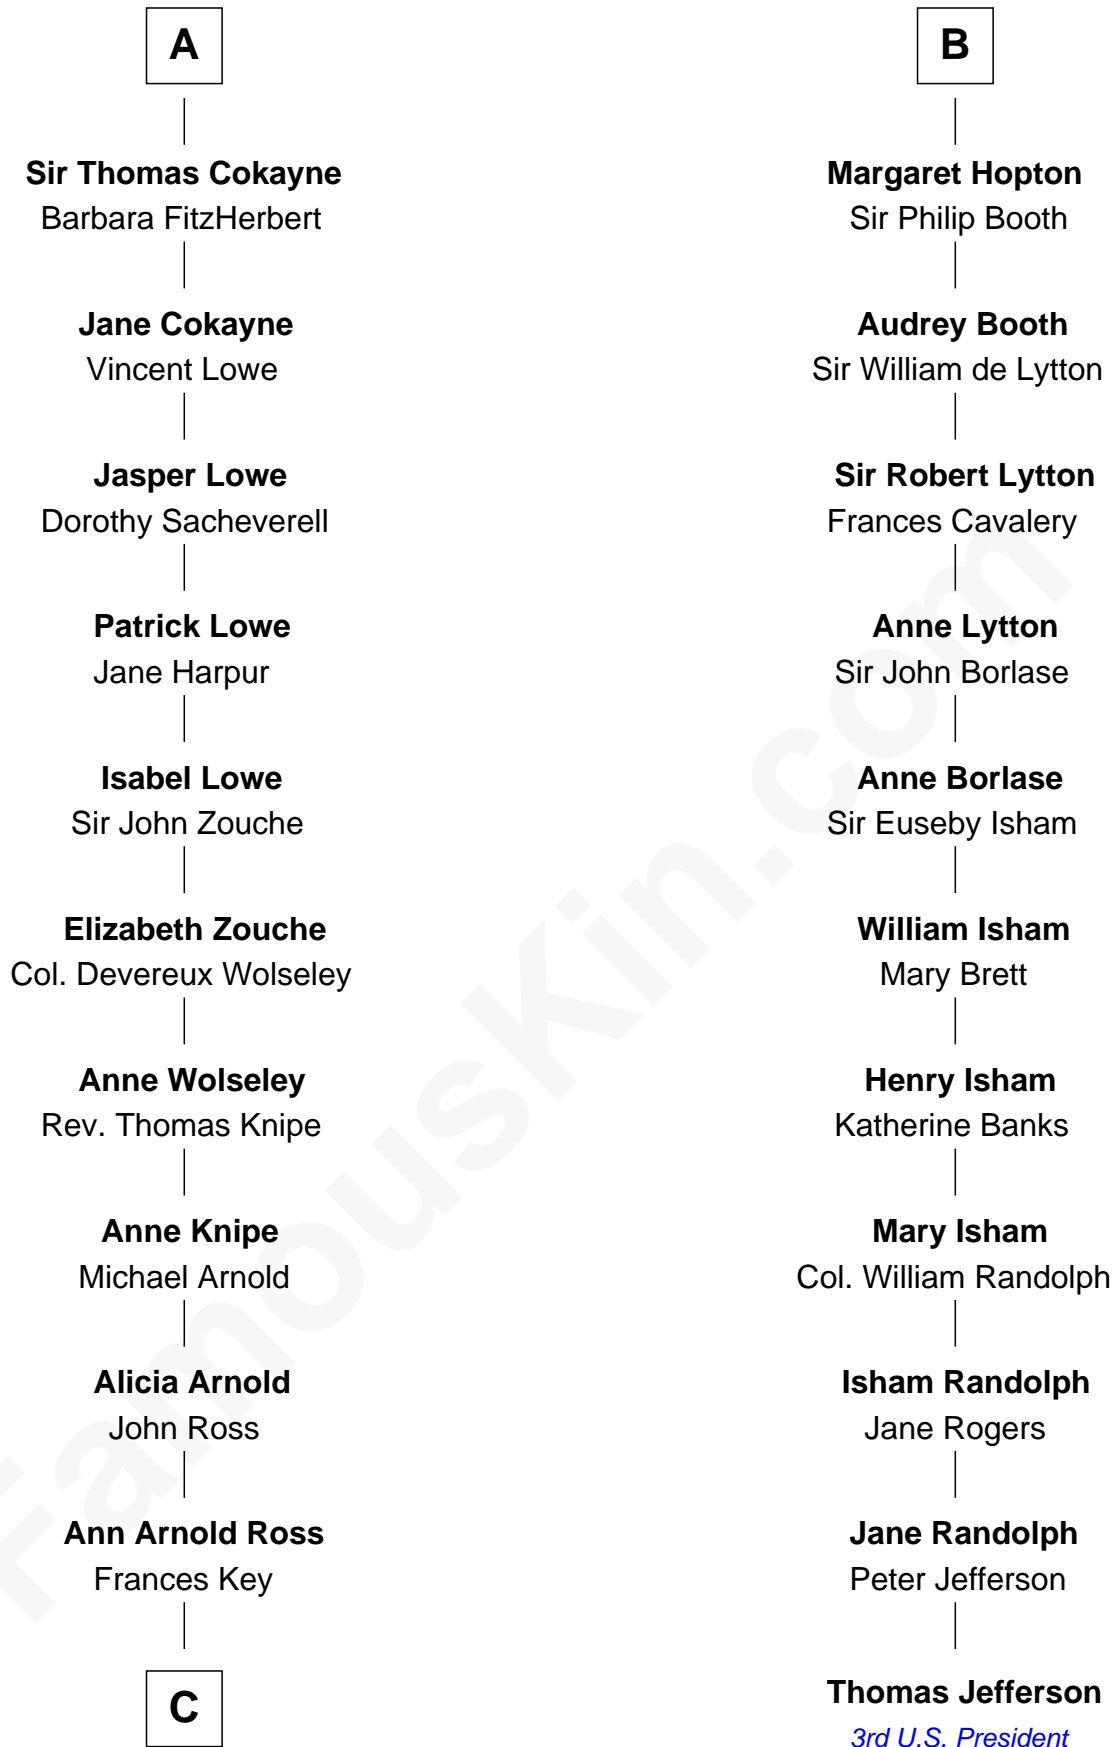 A
Sir Thomas Cokayne
Barbara FitzHerbert
Jane Cokayne
Vincent Lowe
Jasper Lowe
Dorothy Sacheverell
Patrick Lowe
Jane Harpur
Isabel Lowe
Sir John Zouche
Elizabeth Zouche
Col. Devereux Wolseley
Anne Wolseley
Rev. Thomas Knipe
Anne Knipe
Michael Arnold
Alicia Arnold
John Ross
Ann Arnold Ross
Frances Key
C
B
Margaret Hopton
Sir Philip Booth
Audrey Booth
Sir William de Lytton
Sir Robert Lytton
Frances Cavalery
Anne Lytton
Sir John Borlase
Anne Borlase
Sir Euseby Isham
William Isham
Mary Brett
Henry Isham
Katherine Banks
Mary Isham
Col. William Randolph
Isham Randolph
Jane Rogers
Jane Randolph
Peter Jefferson
Thomas Jefferson
3rd U.S. President
FamousKin.com